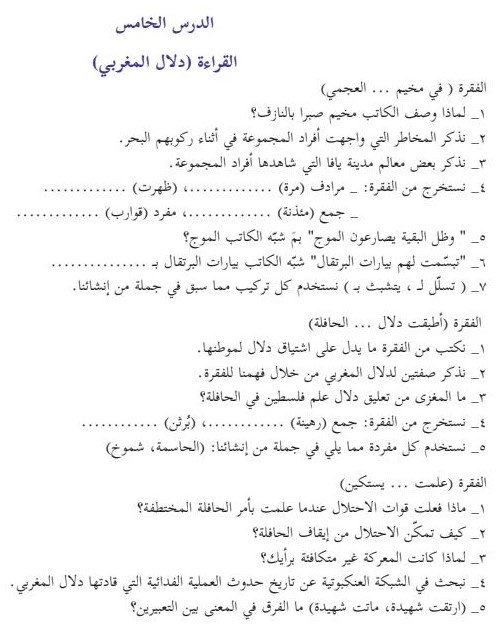 الدرس الخامس
القراءة (دلال المغربي)
الفقرة ( في مخيم ... العجمي)
١_ لماذا وصف الكاتب مخيم صبرا بالنازف؟
٢_ نذكر المخاطر التي واجهت أفراد المجموعة في أثناء ركوبهم البحر.
٣_ نذكر بعض معالم مدينة يافا التي شاهدها أفراد المجموعة.
٤_ نستخرج من الفقرة: _ مرادف (مرة) .............، (ظهرت) .............
_ جمع (مئذنة) .............، مفرد (قوارب) .............
٥_ " وظل البقية يصارعون الموج" بمَ شبّه الكاتب الموج؟
٦_ "تبسّمت لهم بيارات البرتقال" شبّه الكاتب بيارات البرتقال بـ ...............
٧_ ( تسلّل لـ ، يتشبث بـ ) نستخدم كل تركيب مما سبق في جملة من إنشائنا.
الفقرة (أطبقت دلال ... الحافلة)
١_ نكتب من الفقرة ما يدل على اشتياق دلال لموطنها.
٢_ نذكر صفتين لدلال المغربي من خلال فهمنا للفقرة.
٣_ ما المغزى من تعليق دلال علم فلسطين في الحافلة؟
٤_ نستخرج من الفقرة: جمع (رهينة) ............، (بُرثن) ............
٥_ نستخدم كل مفردة مما يلي في جملة من إنشائنا: (الحاسمة، شموخ)
الفقرة (علمت ... يستكين)
١_ ماذا فعلت قوات الاحتلال عندما علمت بأمر الحافلة المختطفة؟
٢_ كيف تمكّن الاحتلال من إيقاف الحافلة؟
٣_ لماذا كانت المعركة غير متكافئة برأيك؟
٤_ نبحث في الشبكة العنكبوتية عن تاريخ حدوث العملية الفدائية التي قادتها دلال المغربي.
٥_ (ارتقت شهيدة، ماتت شهيدة) ما الفرق في المعنى بين التعبيرين؟